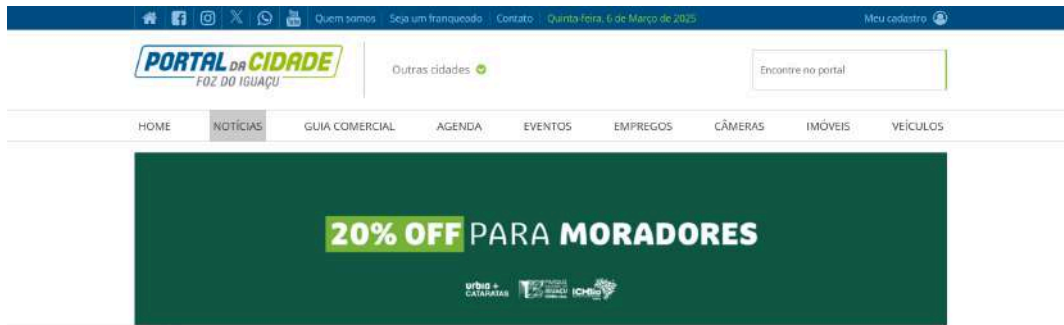 Quem somos Seja um franqueado Contato Quinta-feira, 6 de Março de 2025 Meu cadastro
PORTAL DA CIDADE
FOZ DO IGUAÇU
Outras cidades
Encontre no portal
HOME NOTÍCIAS GUIA COMERCIAL AGENDA EVENTOS EMPREGOS CÂMERAS IMÓVEIS VEÍCULOS
20% OFF PARA MORADORES
urbia +
CATARATAS
ICMBio